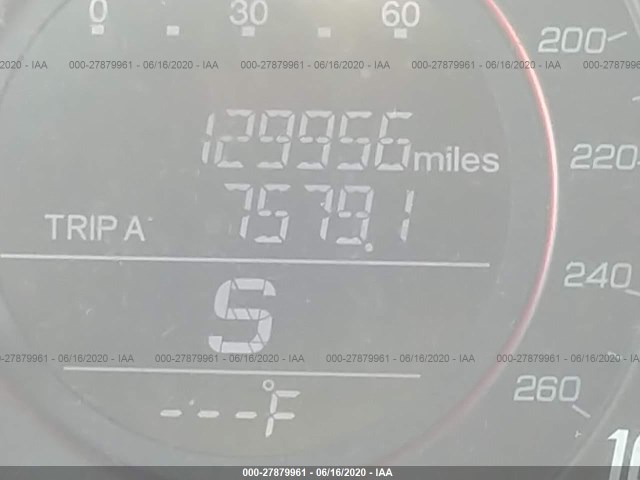 0 30 60
200
000-27879961 - 06/16/2020 - IAA 000-27879961 - 06/16/2020 - IAA 000-27879961 - 06/16/2020 - IAA
129956 miles
220
TRIP A 7579.1
240
S
000-27879961 - 06/16/2020 - IAA 000-27879961 - 06/16/2020 - IAA 000-27879961 - 06/16/2020 - IAA
---°F
260
000-27879961 - 06/16/2020 - IAA